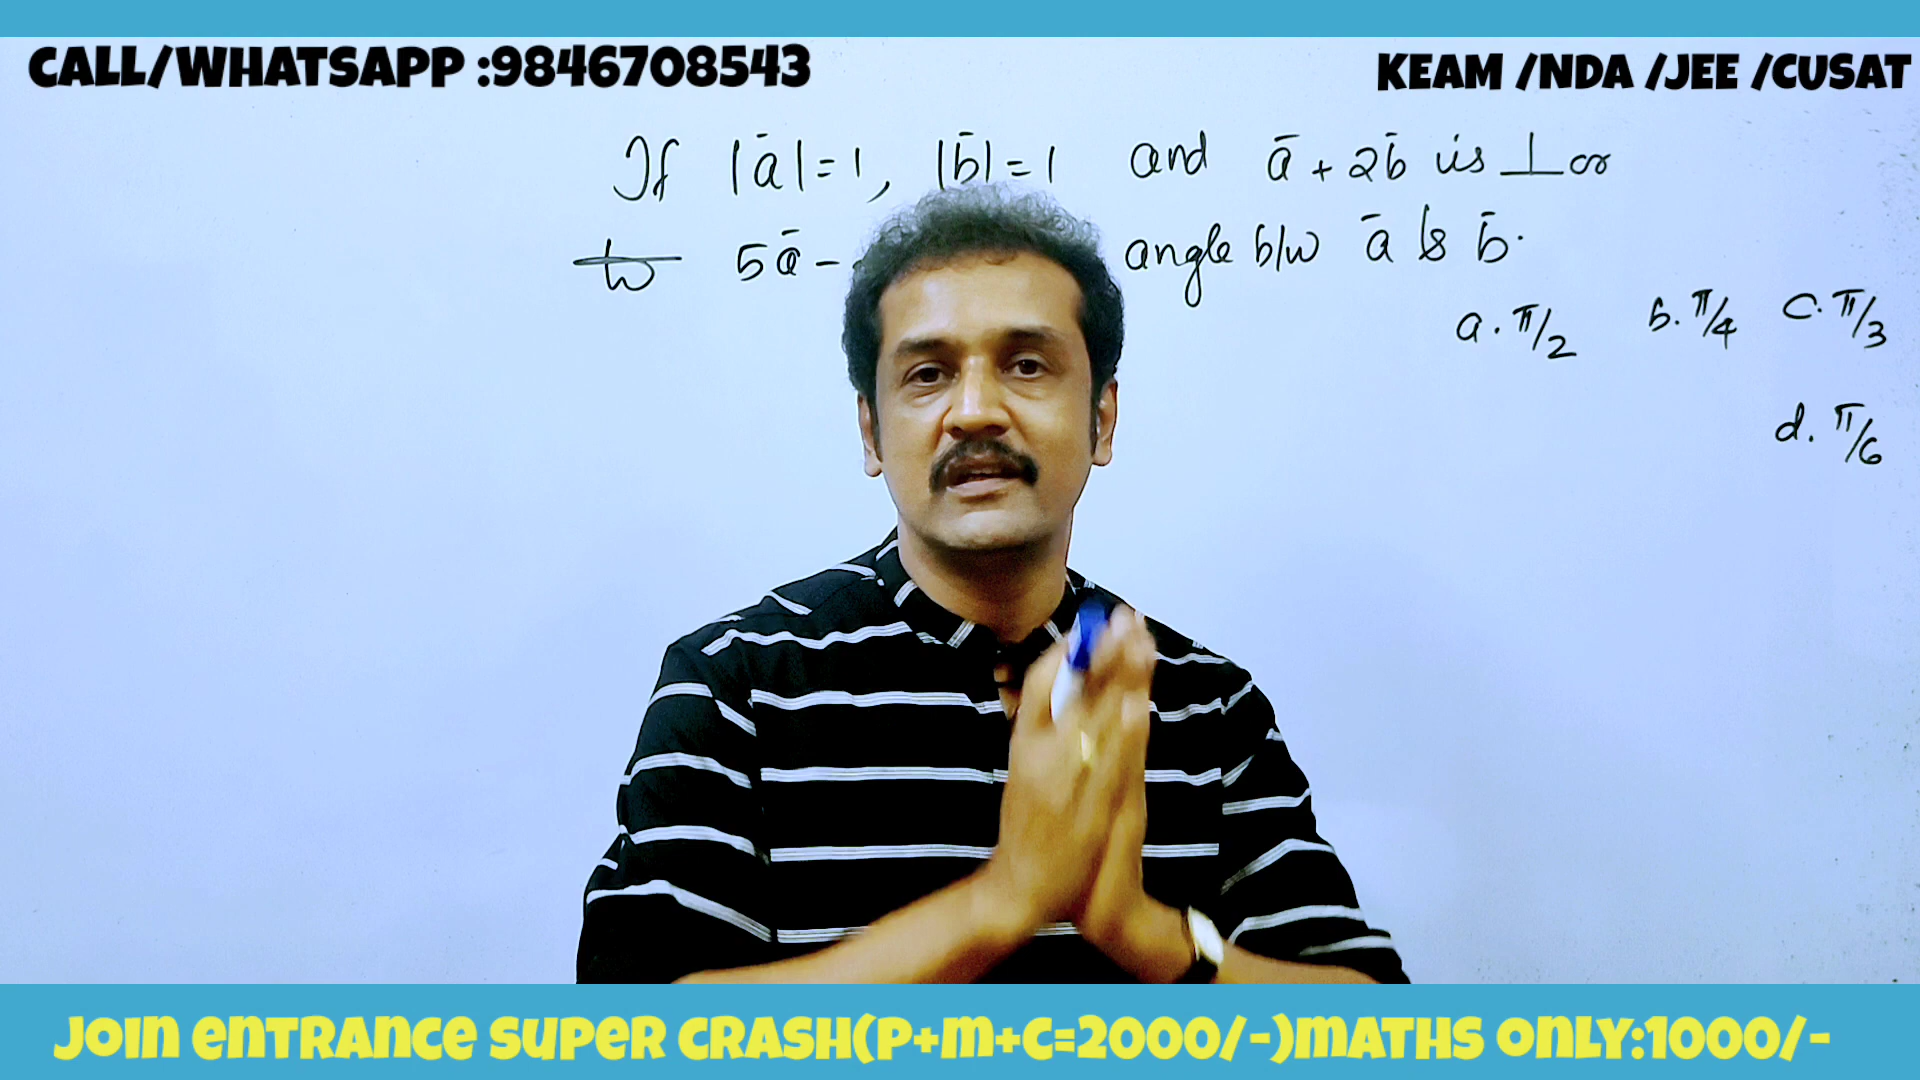 CALL/WHATSAPP :9846708543
KEAM /NDA /JEE /CUSAT
If |ā|=1, |b̄|=1 and ā+2b̄ is ⊥or
to 5ā- angle b/w ā & b̄.
a. π/2 b. π/4 c. π/3
d. π/6
JOIN ENTRANCE SUPER CRASH(P+M+C=2000/-)MATHS ONLY:1000/-